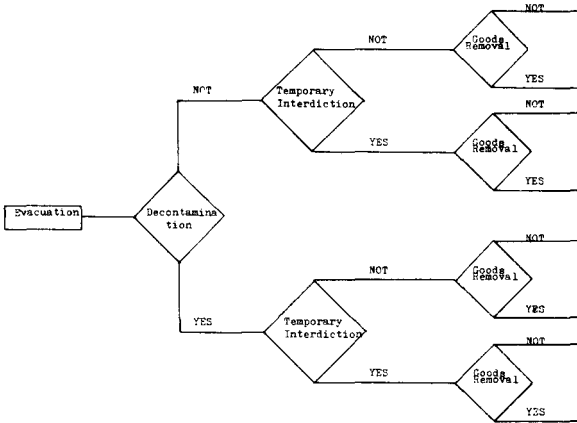 NOT
Goods
Removal
NOT
YES
Temporary
Interdiction
NOT
NOT
YES
Goods
Removal
YES
Evacuation
Decontamina
tion
NOT
NOT
Goods
Removal
YES
YES
Temporary
Interdiction
NOT
YES
Goods
Removal
YES